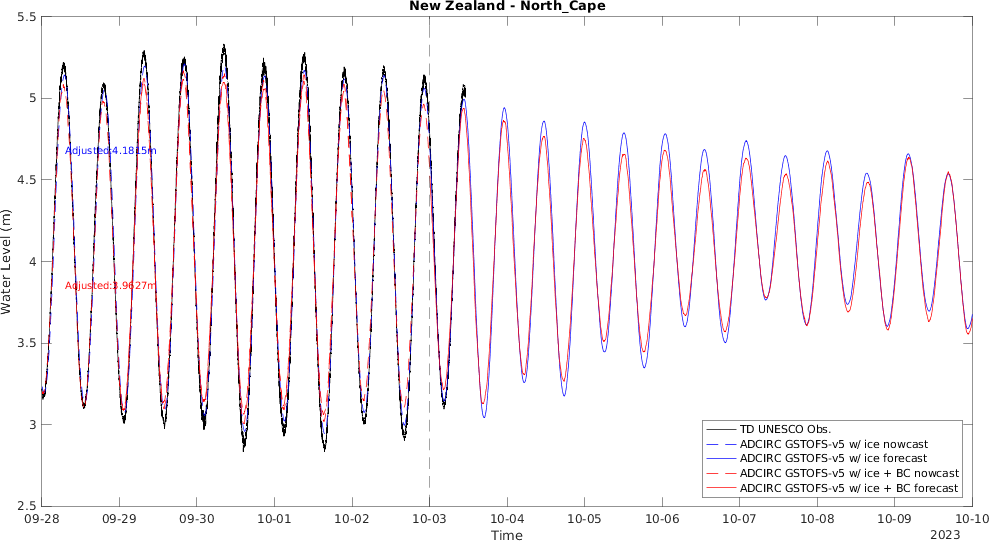 New Zealand - North_Cape
5.5
5
4.5
4
3.5
3
2.5
Water Level (m)
Adjusted:4.1815m
Adjusted:3.9627m
TD UNESCO Obs.
ADCIRC GSTOFS-v5 w/ ice nowcast
ADCIRC GSTOFS-v5 w/ ice forecast
ADCIRC GSTOFS-v5 w/ ice + BC nowcast
ADCIRC GSTOFS-v5 w/ ice + BC forecast
09-28 09-29 09-30 10-01 10-02 10-03 10-04 10-05 10-06 10-07 10-08 10-09 10-10
Time
2023